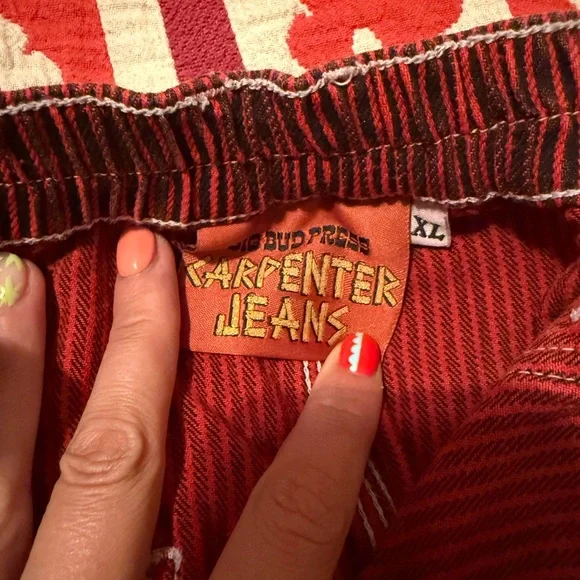 BIG BUD PRESS
CARPENTER
JEANS
XL